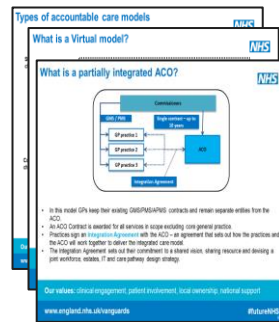 Types of accountable care models
NHS
What is a Virtual model?
NHS
What is a partially integrated ACO?
NHS
Commissioners
GMS / PMS
Single contract – up to
10 years
GP practice 1
GP practice 2
GP practice 3
ACO
Integration Agreement
• In this model GPs keep their existing GMS/PMS/APMS contracts and remain separate entities from the
ACO.
• An ACO Contract is awarded for all services in scope excluding core general practice.
• Practices sign an Integration Agreement with the ACO – an agreement that sets out how the practices and
the ACO will work together to deliver the integrated care model.
• The Integration Agreement sets out their commitment to a shared vision, sharing resource and devising a
joint workforce, estates, IT and care pathway design strategy.
Our values: clinical engagement; patient involvement, local ownership, national support
www.england.nhs.uk/vanguards
#futureNHS